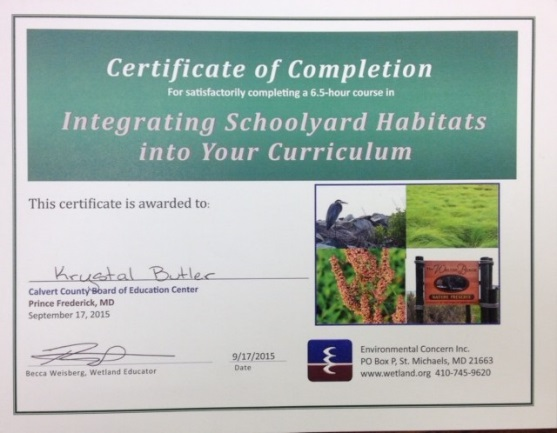 Certificate of Completion
For satisfactorily completing a 6.5-hour course in
Integrating Schoolyard Habitats
into Your Curriculum
This certificate is awarded to:
Krystal Butler
Calvert County Board of Education Center
Prince Frederick, MD
September 17, 2015
NATURE PRESERVE
Becca Weisberg, Wetland Educator
9/17/2015
Date
Environmental Concern Inc.
PO Box P, St. Michaels, MD 21663
www.wetland.org 410-745-9620